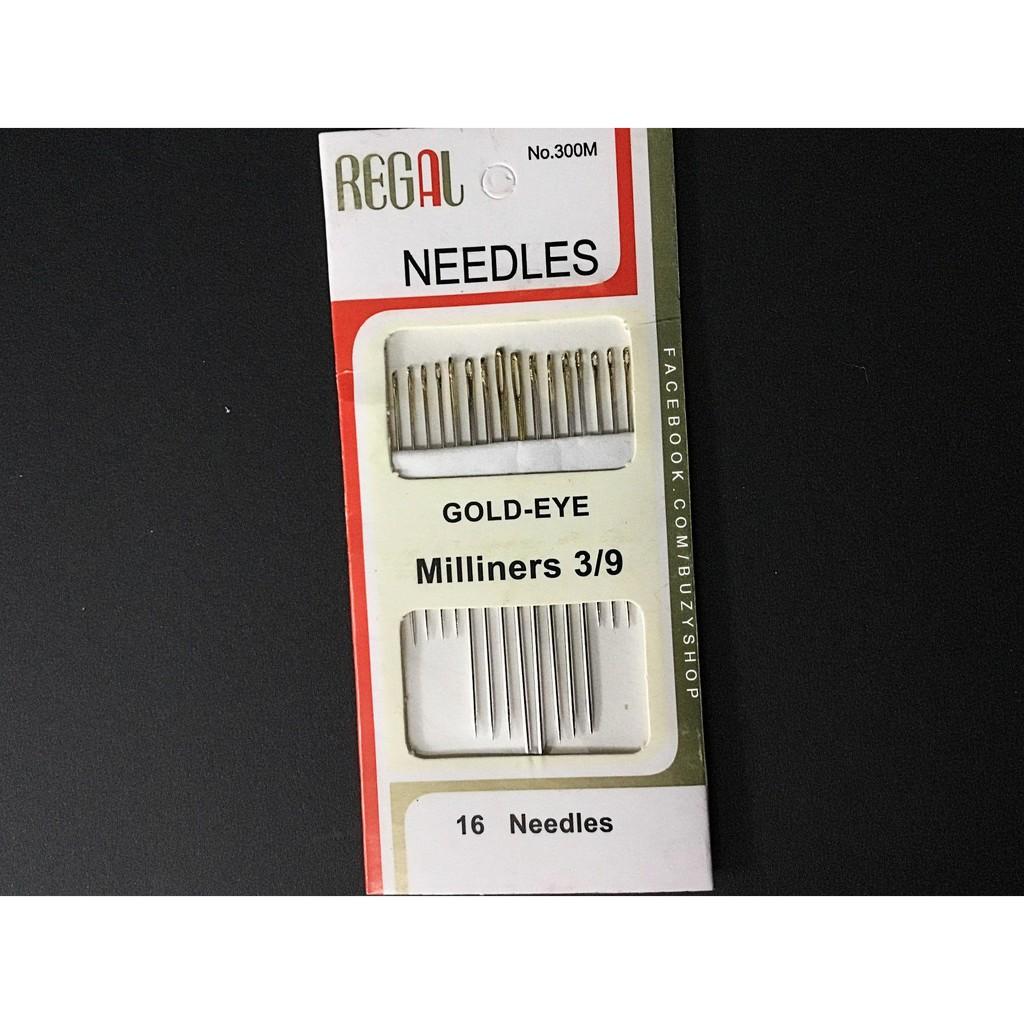 REGAL
No.300M
NEEDLES
GOLD-EYE
Milliners 3/9
16 Needles
FACEBOOK.COM/BUZYSHOP